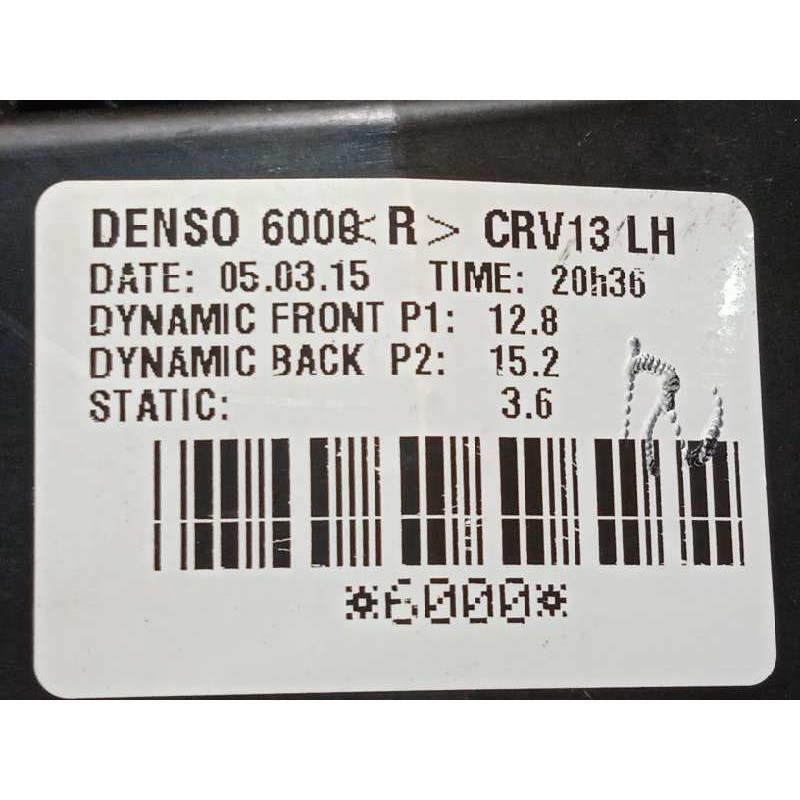 DENSO 6000 <R> CRV13 LH
DATE: 05.03.15 TIME: 20h36
DYNAMIC FRONT P1: 12.8
DYNAMIC BACK P2: 15.2
STATIC: 3.6
*6000*